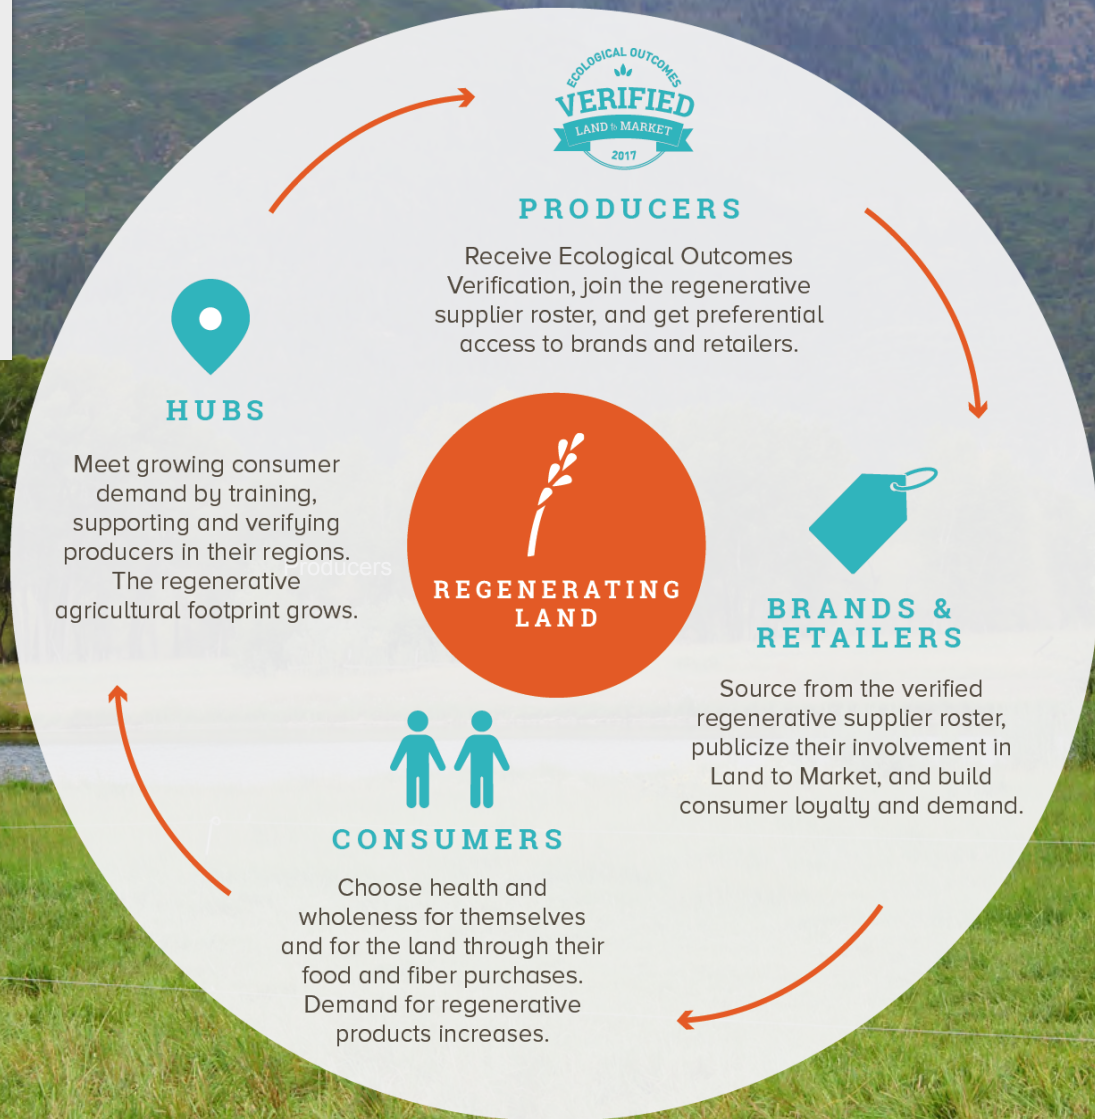 ECOLOGICAL OUTCOMES
VERIFIED
LAND to MARKET
2017
PRODUCERS
Receive Ecological Outcomes
Verification, join the regenerative
supplier roster, and get preferential
access to brands and retailers.
HUBS
Meet growing consumer
demand by training,
supporting and verifying
producers in their regions.
The regenerative
agricultural footprint grows.
Producers
REGENERATING
LAND
BRANDS &
RETAILERS
Source from the verified
regenerative supplier roster,
publicize their involvement in
Land to Market, and build
consumer loyalty and demand.
CONSUMERS
Choose health and
wholeness for themselves
and for the land through their
food and fiber purchases.
Demand for regenerative
products increases.